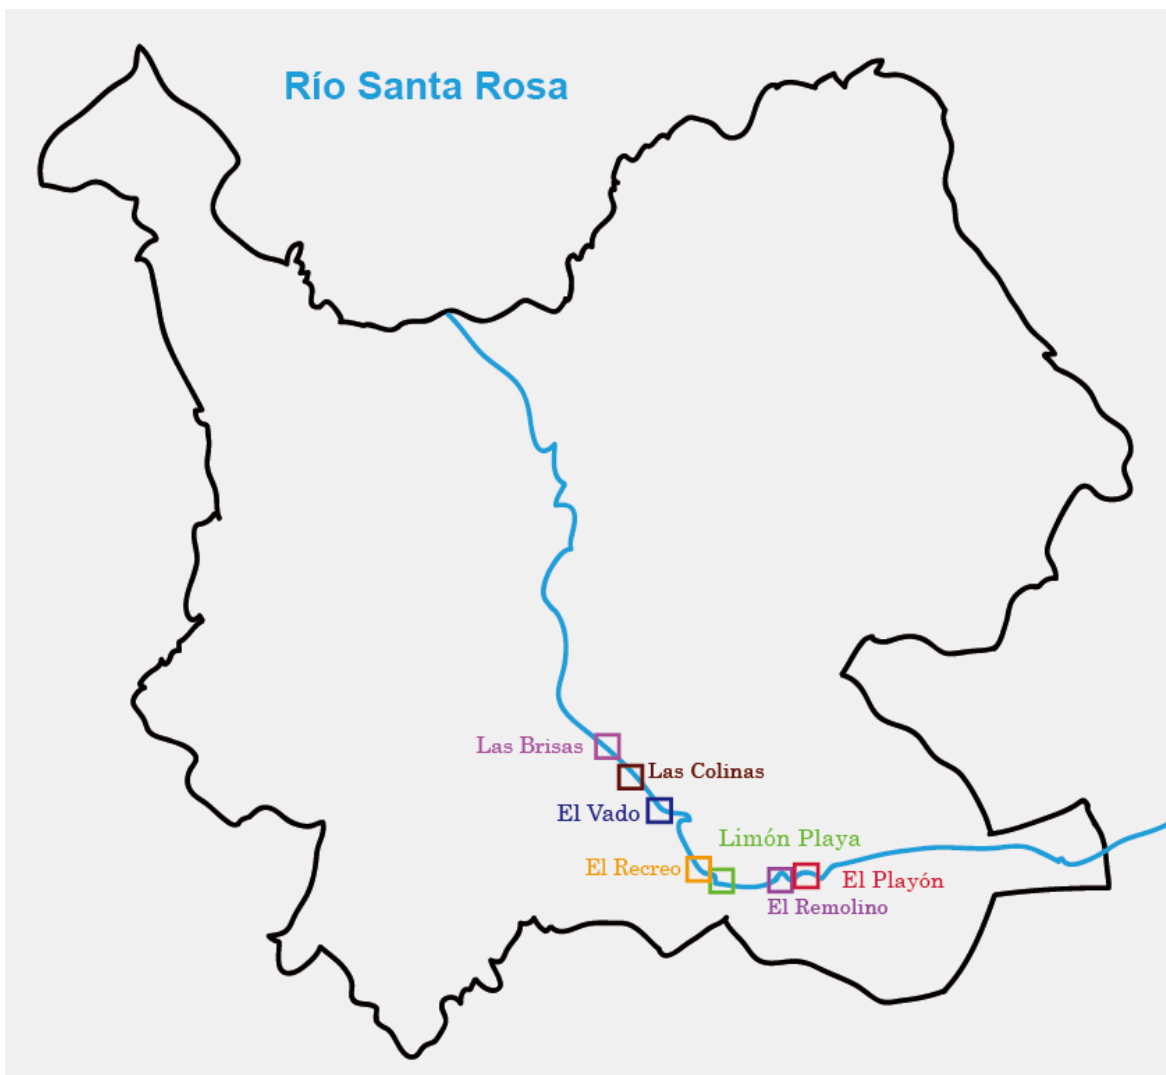 Río Santa Rosa
Las Brisas
Las Colinas
El Vado
Limón Playa
El Recreo
El Playón
El Remolino